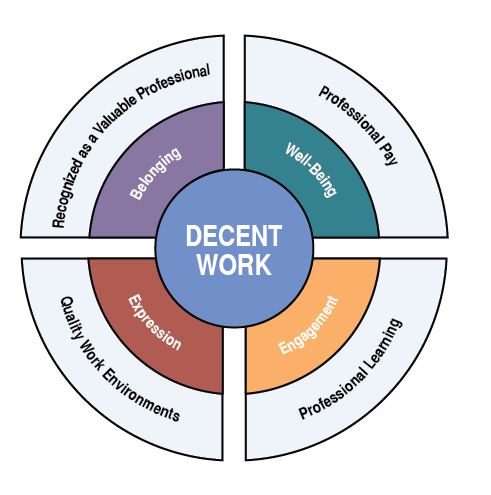 Recognized as a Valuable Professional
Belonging
Professional Pay
Well-Being
DECENT
WORK
Expression
Quality Work Environments
Engagement
Professional Learning